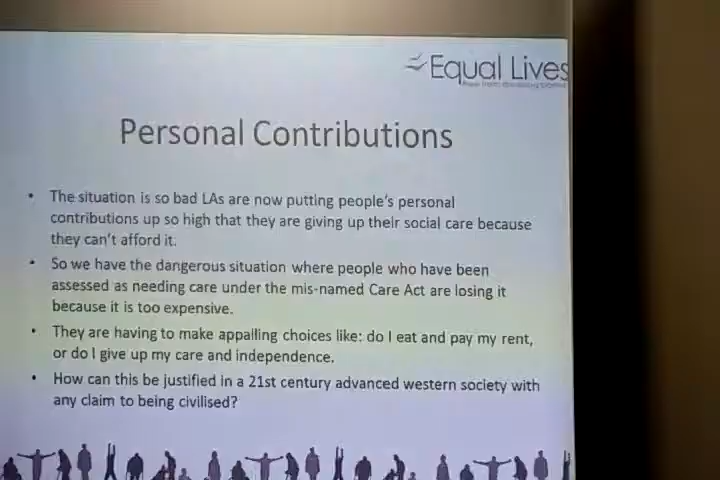 Equal Lives
Personal Contributions
• The situation is so bad LAs are now putting people's personal
contributions up so high that they are giving up their social care because
they can't afford it.
• So we have the dangerous situation where people who have been
assessed as needing care under the mis-named Care Act are losing it
because it is too expensive.
• They are having to make appalling choices like: do I eat and pay my rent,
or do I give up my care and independence.
• How can this be justified in a 21st century advanced western society with
any claim to being civilised?